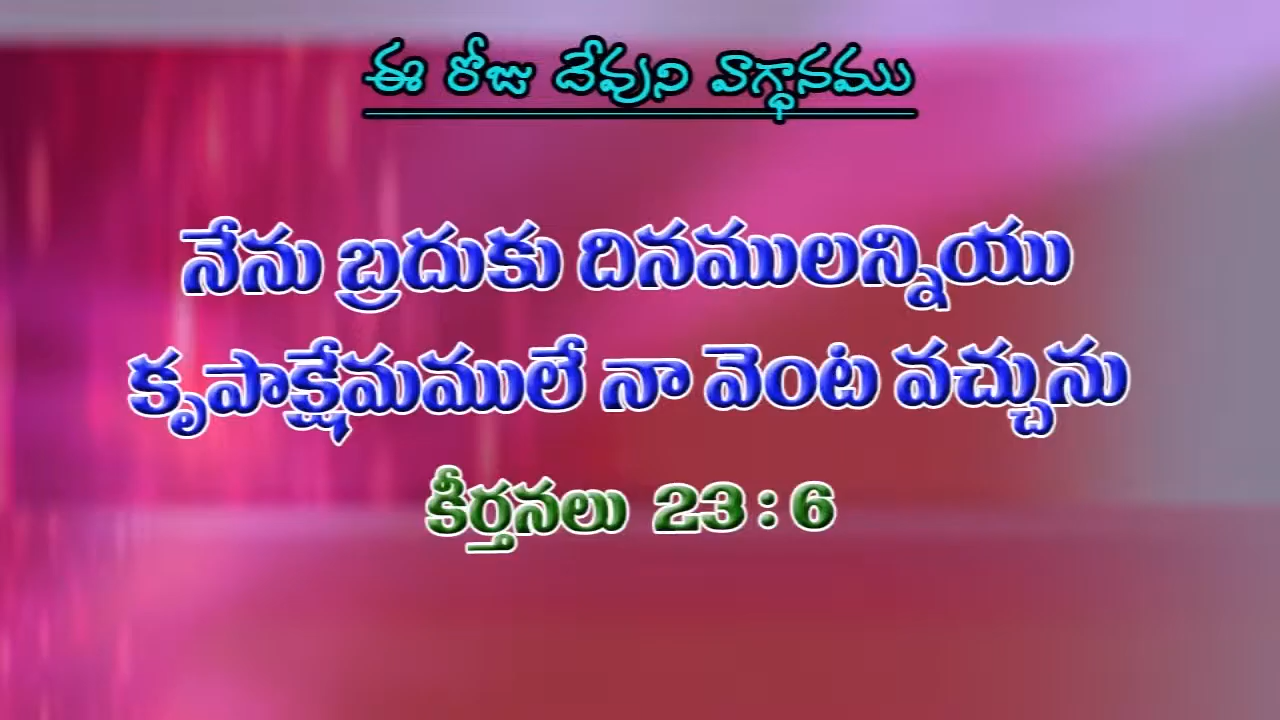 ఈ రోజు దేవుని వాగ్ధానము
నేను బ్రదుకు దినములన్నియు
కృపాక్షేమములే నా వెంట వచ్చును
కీర్తనలు 23 : 6